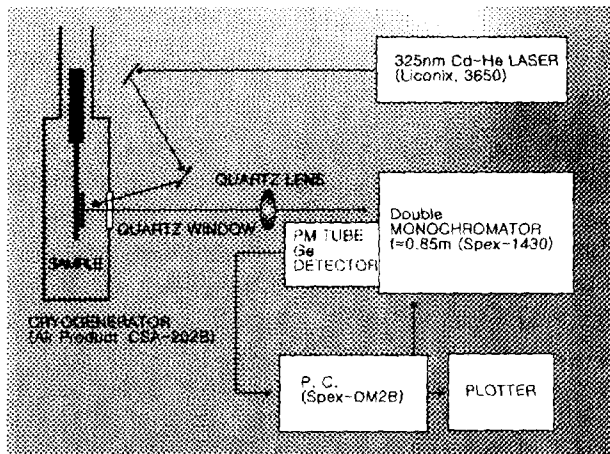 325nm Cd-He LASER
(Liconix, 3650)
QUARTZ LENS
QUARTZ WINDOW
SAMPLE
Double
MONOCHROMATOR
f=0.85m (Spex-1430)
PM TUBE
Ge
DETECTOR
CRYOGENERATOR
(Air Product CSA-202B)
P. C.
(Spex-DM2B)
PLOTTER